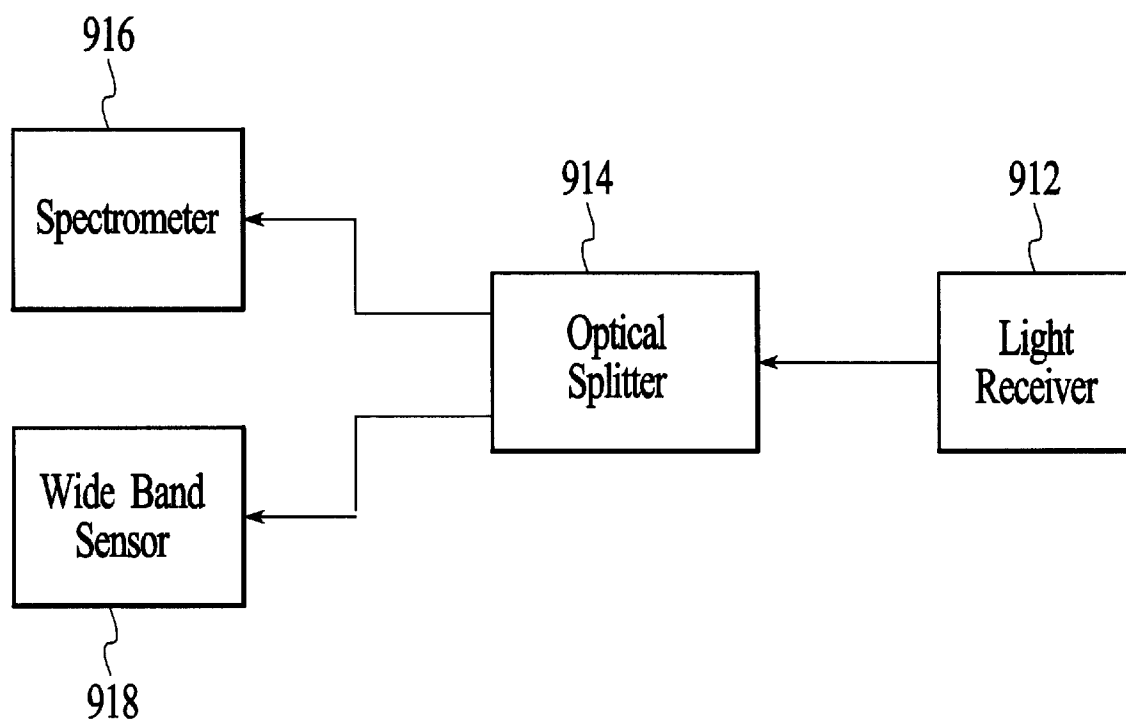 916
Spectrometer
914
Optical
Splitter
912
Light
Receiver
Wide Band
Sensor
918